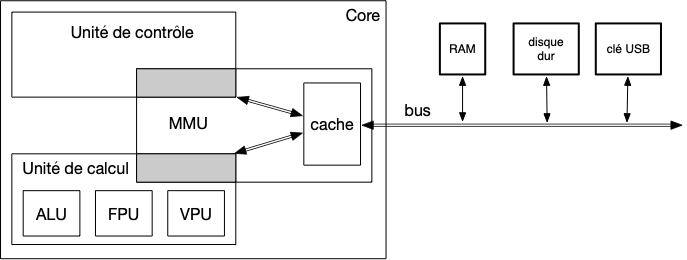 Core
Unité de contrôle
RAM
disque
dur
clé USB
bus
MMU
cache
Unité de calcul
ALU
FPU
VPU